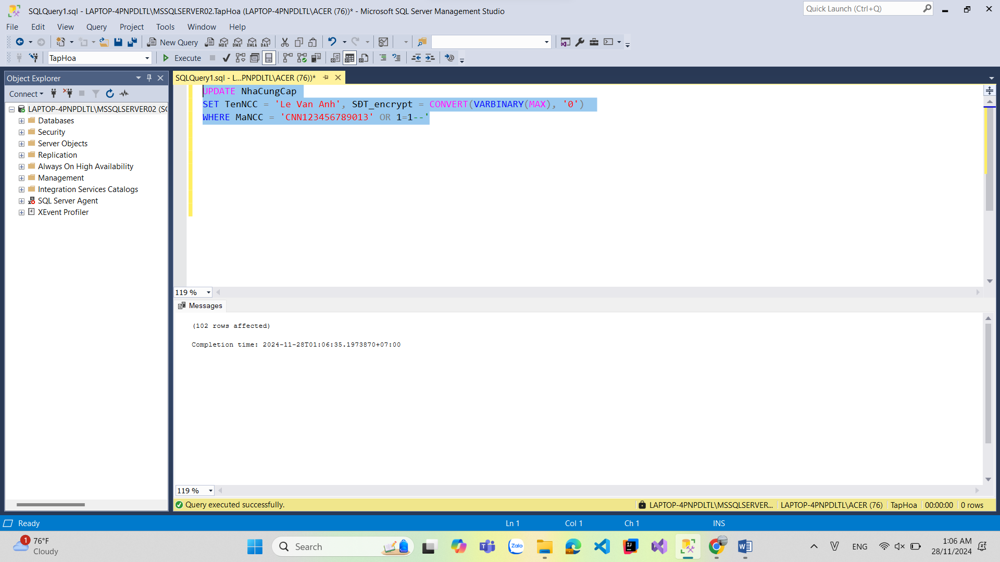 SQLQuery1.sql - LAPTOP-4PNPDLTL\MSSQLSERVER02.TapHoa (LAPTOP-4PNPDLTL\ACER (76))* - Microsoft SQL Server Management Studio
Quick Launch (Ctrl+Q)
File Edit View Query Project Tools Window Help
New Query MDX DMX XMLA DAX
TapHoa Execute
Object Explorer
SQLQuery1.sql - L...PNPDLTL\ACER (76))*
Connect
LAPTOP-4PNPDLTL\MSSQLSERVER02 (SQ
Databases
Security
Server Objects
Replication
Always On High Availability
Management
Integration Services Catalogs
SQL Server Agent
XEvent Profiler
UPDATE NhaCungCap
SET TenNCC = 'Le Van Anh', SĐT_encrypt = CONVERT(VARBINARY(MAX), '0')
WHERE MaNCC = 'CNN123456789013' OR 1=1--'
119 %
Messages
(102 rows affected)
Completion time: 2024-11-28T01:06:35.1973870+07:00
119 %
Query executed successfully.
LAPTOP-4PNPDLTL\MSSQLSERVER... LAPTOP-4PNPDLTL\ACER (76) TapHoa 00:00:00 0 rows
Ready Ln 1 Col 1 Ch 1 INS
1
76°F
Cloudy
Search
Zalo
ENG
1:06 AM
28/11/2024